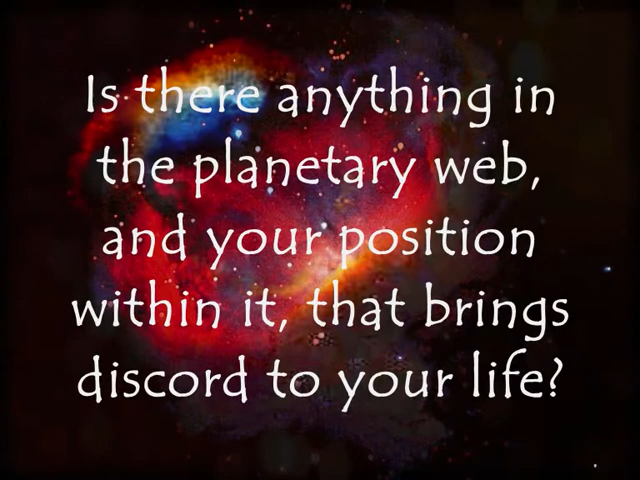 Is there anything in
the planetary web,
and your position
within it, that brings
discord to your life?